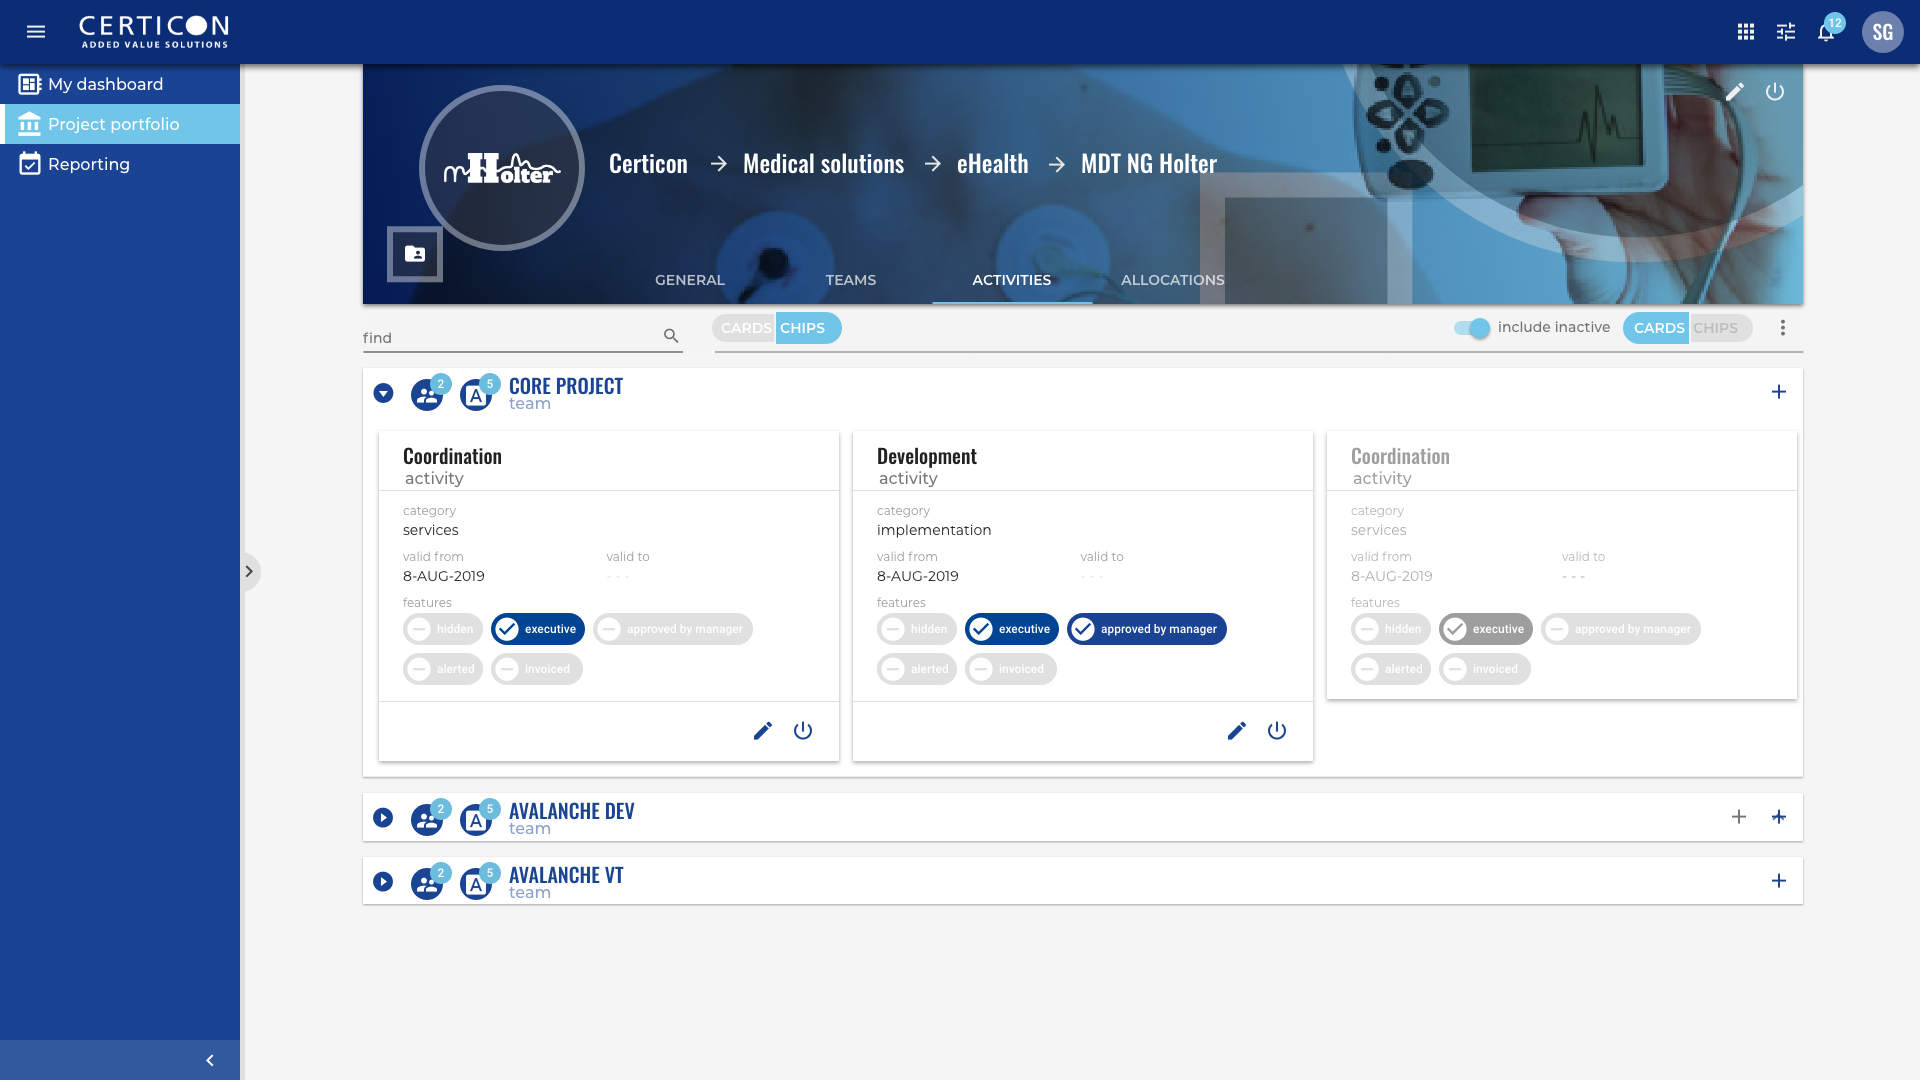 CERTICON
ADDED VALUE SOLUTIONS
12
SG
My dashboard
Project portfolio
Reporting
mHolter
Certicon → Medical solutions → eHealth → MDT NG Holter
GENERAL TEAMS ACTIVITIES ALLOCATIONS
find
CARDS CHIPS
include inactive
CARDS CHIPS
2 A 5 CORE PROJECT
team
Coordination
activity
category
services
valid from valid to
8-AUG-2019 - - -
features
hidden executive approved by manager
alerted invoiced
Development
activity
category
implementation
valid from valid to
8-AUG-2019 - - -
features
hidden executive approved by manager
alerted invoiced
Coordination
activity
category
services
valid from valid to
8-AUG-2019 - - -
features
hidden executive approved by manager
alerted invoiced
2 A 5 AVALANCHE DEV
team
2 A 5 AVALANCHE VT
team